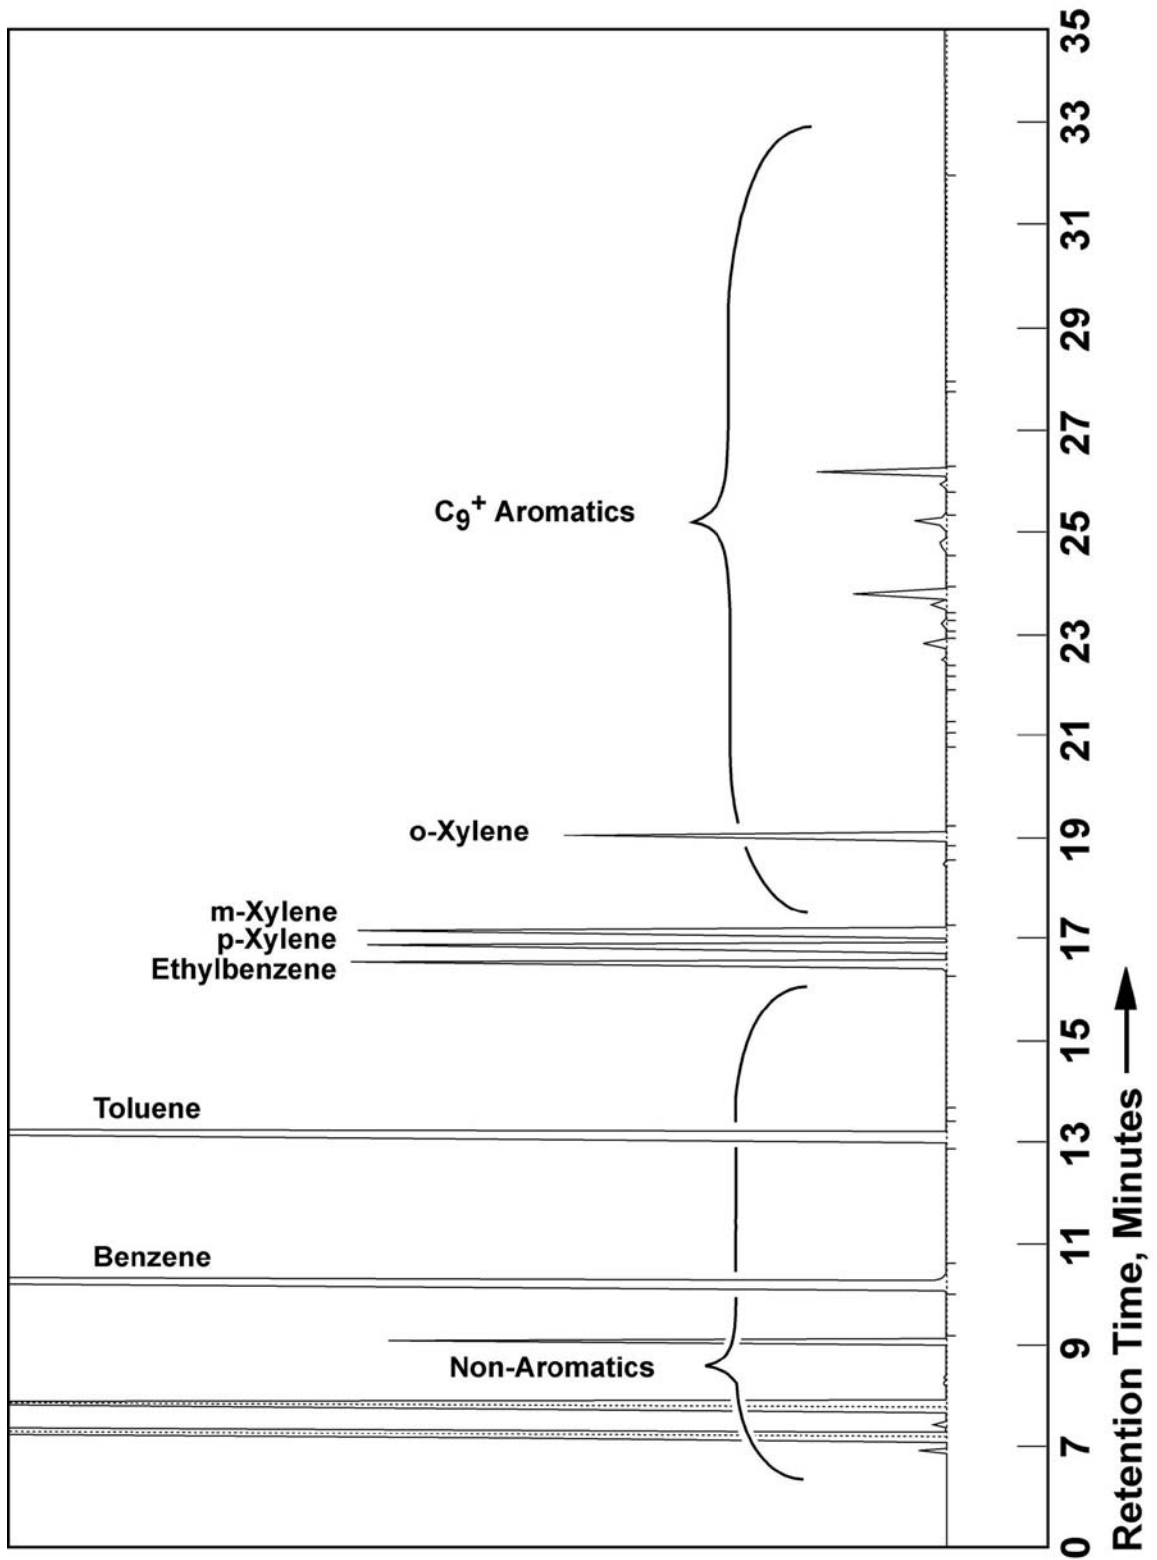 C9+ Aromatics
o-Xylene
m-Xylene
p-Xylene
Ethylbenzene
Toluene
Benzene
Non-Aromatics
0 7 9 11 13 15 17 19 21 23 25 27 29 31 33 35
Retention Time, Minutes